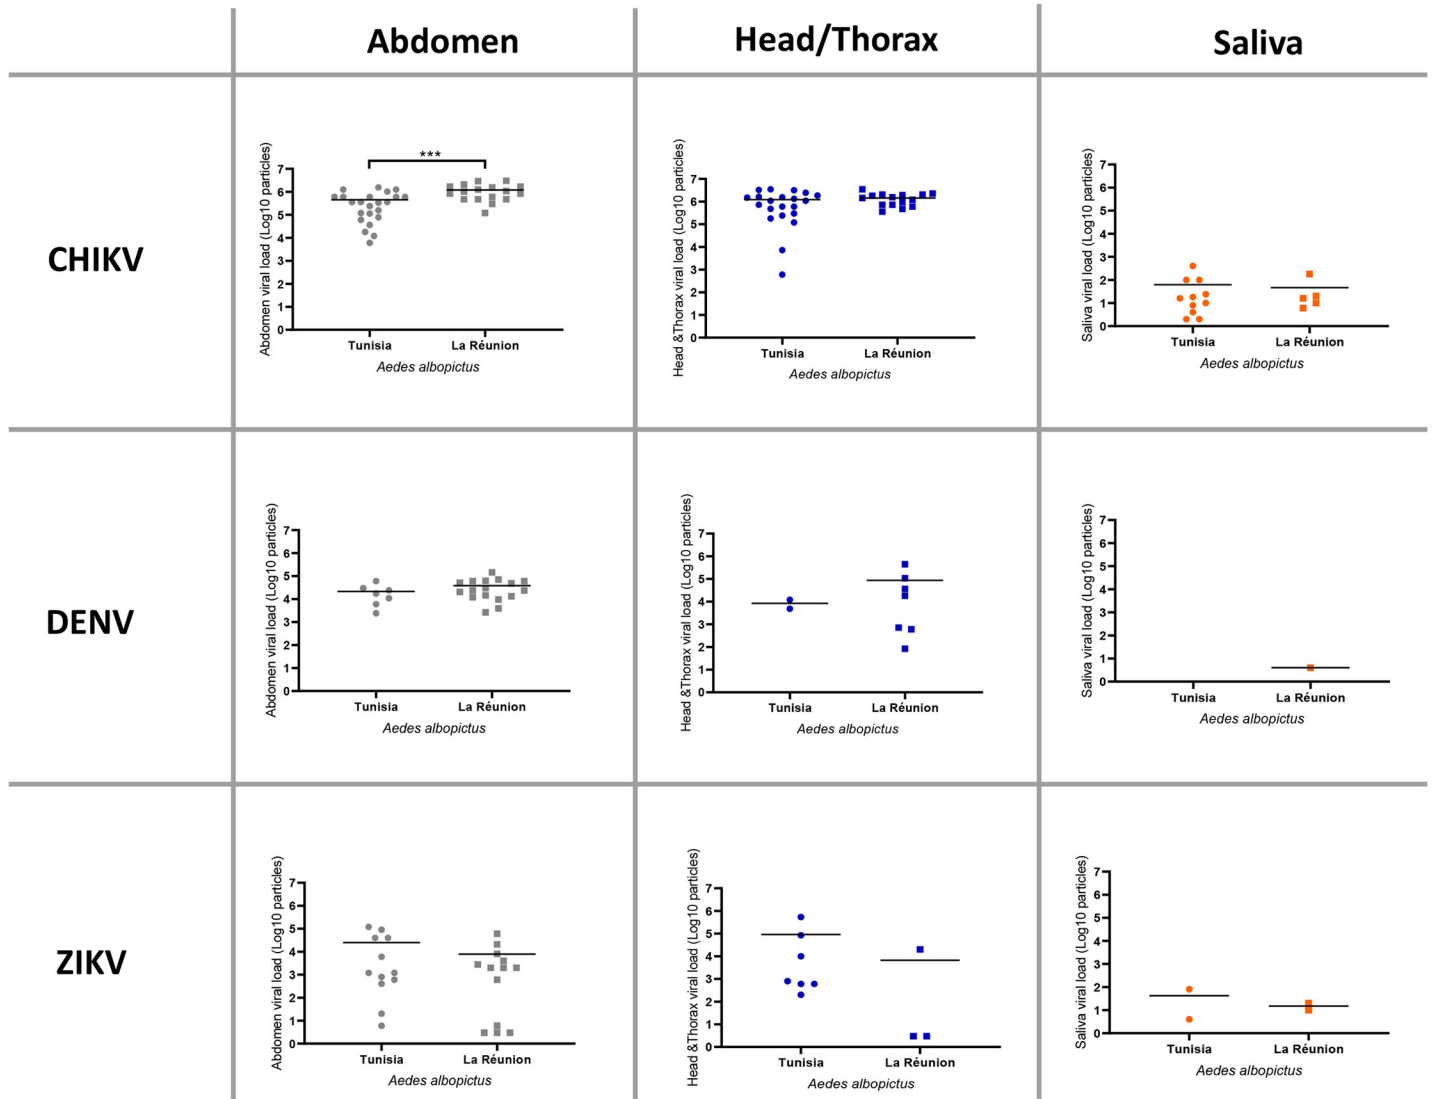 Abdomen Head/Thorax Saliva
CHIKV
Abdomen viral load (Log10 particles)
7
6
5
4
3
2
1
0
***
Tunisia La Réunion
Aedes albopictus
Head &Thorax viral load (Log10 particles)
7
6
5
4
3
2
1
0
Tunisia La Réunion
Aedes albopictus
Saliva viral load (Log10 particles)
7
6
5
4
3
2
1
0
Tunisia La Réunion
Aedes albopictus
DENV
Abdomen viral load (Log10 particles)
7
6
5
4
3
2
1
0
Tunisia La Réunion
Aedes albopictus
Head &Thorax viral load (Log10 particles)
7
6
5
4
3
2
1
0
Tunisia La Réunion
Aedes albopictus
Saliva viral load (Log10 particles)
7
6
5
4
3
2
1
0
Tunisia La Réunion
Aedes albopictus
ZIKV
Abdomen viral load (Log10 particles)
7
6
5
4
3
2
1
0
Tunisia La Réunion
Aedes albopictus
Head &Thorax viral load (Log10 particles)
7
6
5
4
3
2
1
0
Tunisia La Réunion
Aedes albopictus
Saliva viral load (Log10 particles)
7
6
5
4
3
2
1
0
Tunisia La Réunion
Aedes albopictus